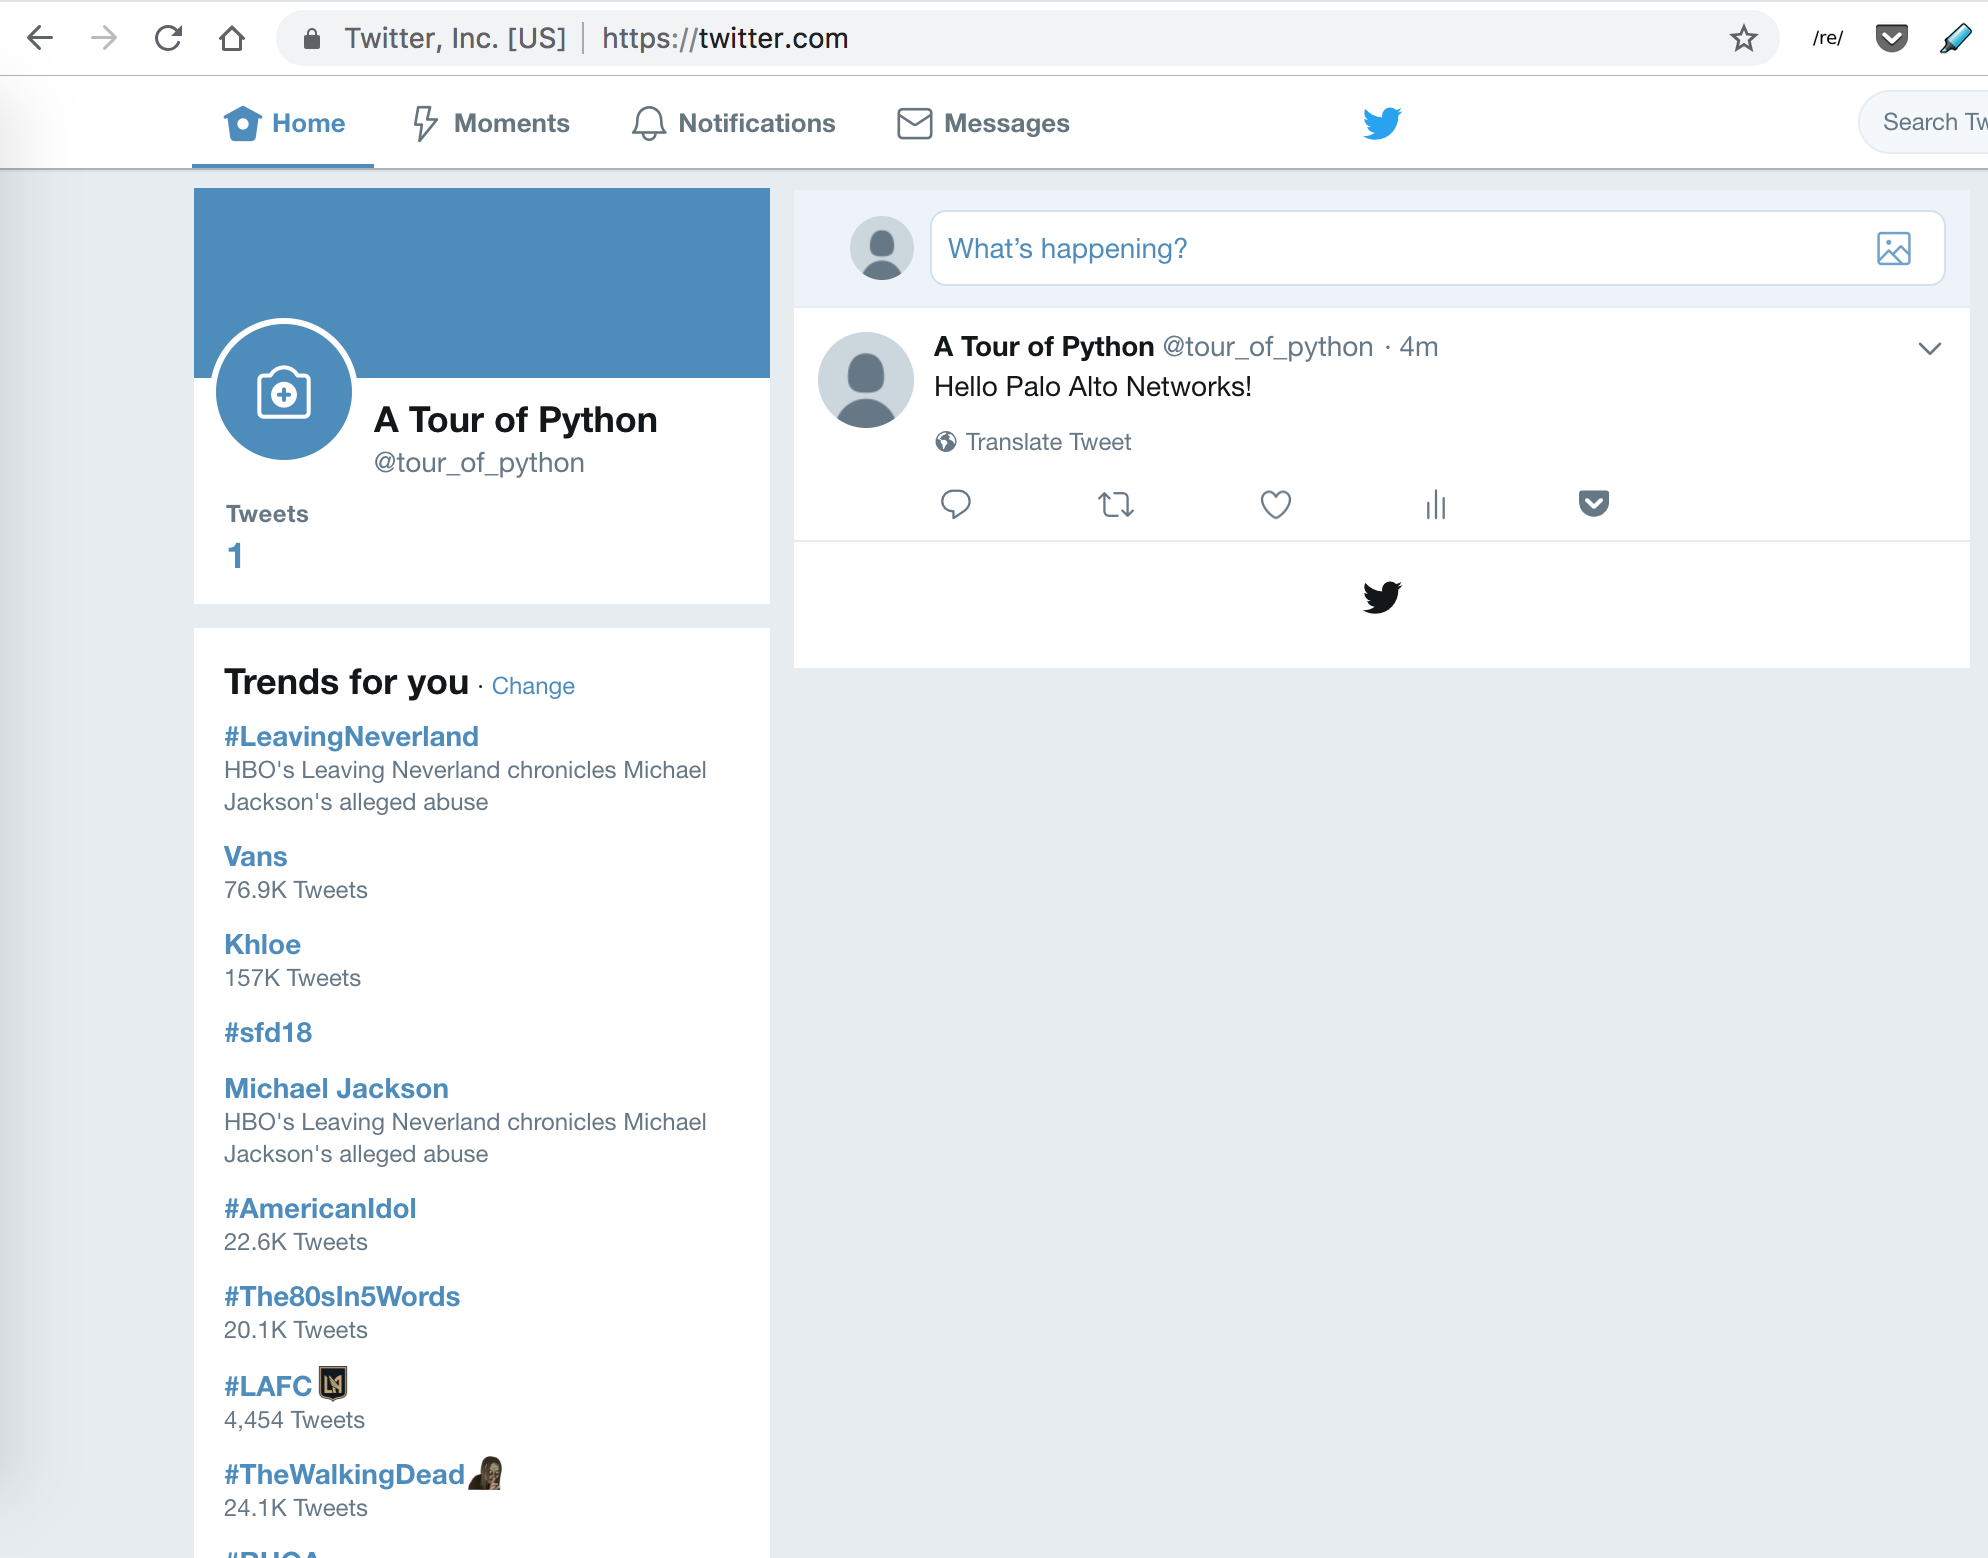 Twitter, Inc. [US] | https://twitter.com
/re/
Home
Moments
Notifications
Messages
Search Tw
A Tour of Python
@tour_of_python
Tweets
1
What’s happening?
A Tour of Python @tour_of_python · 4m
Hello Palo Alto Networks!
Translate Tweet
Trends for you · Change
#LeavingNeverland
HBO's Leaving Neverland chronicles Michael
Jackson's alleged abuse
Vans
76.9K Tweets
Khloe
157K Tweets
#sfd18
Michael Jackson
HBO's Leaving Neverland chronicles Michael
Jackson's alleged abuse
#AmericanIdol
22.6K Tweets
#The80sIn5Words
20.1K Tweets
#LAFC
4,454 Tweets
#TheWalkingDead
24.1K Tweets